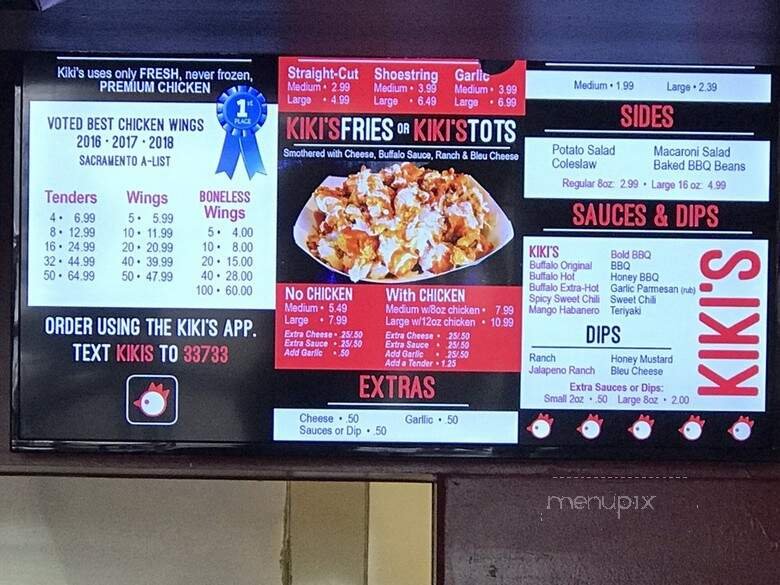 Kiki's uses only FRESH, never frozen,
PREMIUM CHICKEN
1st
PLACE
VOTED BEST CHICKEN WINGS
2016 • 2017 • 2018
SACRAMENTO A-LIST
Tenders
4 • 6.99
8 • 12.99
16 • 24.99
32 • 44.99
50 • 64.99
Wings
5 • 5.99
10 • 11.99
20 • 20.99
40 • 39.99
50 • 47.99
BONELESS
Wings
5 • 4.00
10 • 8.00
20 • 15.00
40 • 28.00
100 • 60.00
ORDER USING THE KIKI'S APP.
TEXT KIKIS TO 33733
Straight-Cut
Medium • 2.99
Large • 4.99
Shoestring
Medium • 3.99
Large • 6.49
Garlic
Medium • 3.99
Large • 6.99
KIKI'S FRIES OR KIKI'S TOTS
Smothered with Cheese, Buffalo Sauce, Ranch & Bleu Cheese
No CHICKEN
Medium • 5.49
Large • 7.99
Extra Cheese • .25/.50
Extra Sauce • .25/.50
Add Garlic • .50
With CHICKEN
Medium w/8oz chicken • 7.99
Large w/12oz chicken • 10.99
Extra Cheese • .25/.50
Extra Sauce • .25/.50
Add Garlic • .25/.50
Add a Tender • 1.25
EXTRAS
Cheese • .50
Garlic • .50
Sauces or Dip • .50
Medium • 1.99 Large • 2.39
SIDES
Potato Salad
Coleslaw
Macaroni Salad
Baked BBQ Beans
Regular 8oz: 2.99 • Large 16 oz: 4.99
SAUCES & DIPS
KIKI'S
Buffalo Original
Buffalo Hot
Buffalo Extra-Hot
Spicy Sweet Chili
Mango Habanero
Bold BBQ
BBQ
Honey BBQ
Garlic Parmesan (rub)
Sweet Chili
Teriyaki
DIPS
Ranch
Jalapeno Ranch
Honey Mustard
Bleu Cheese
Extra Sauces or Dips:
Small 2oz • .50 Large 8oz • 2.00
KIKI'S
menupix